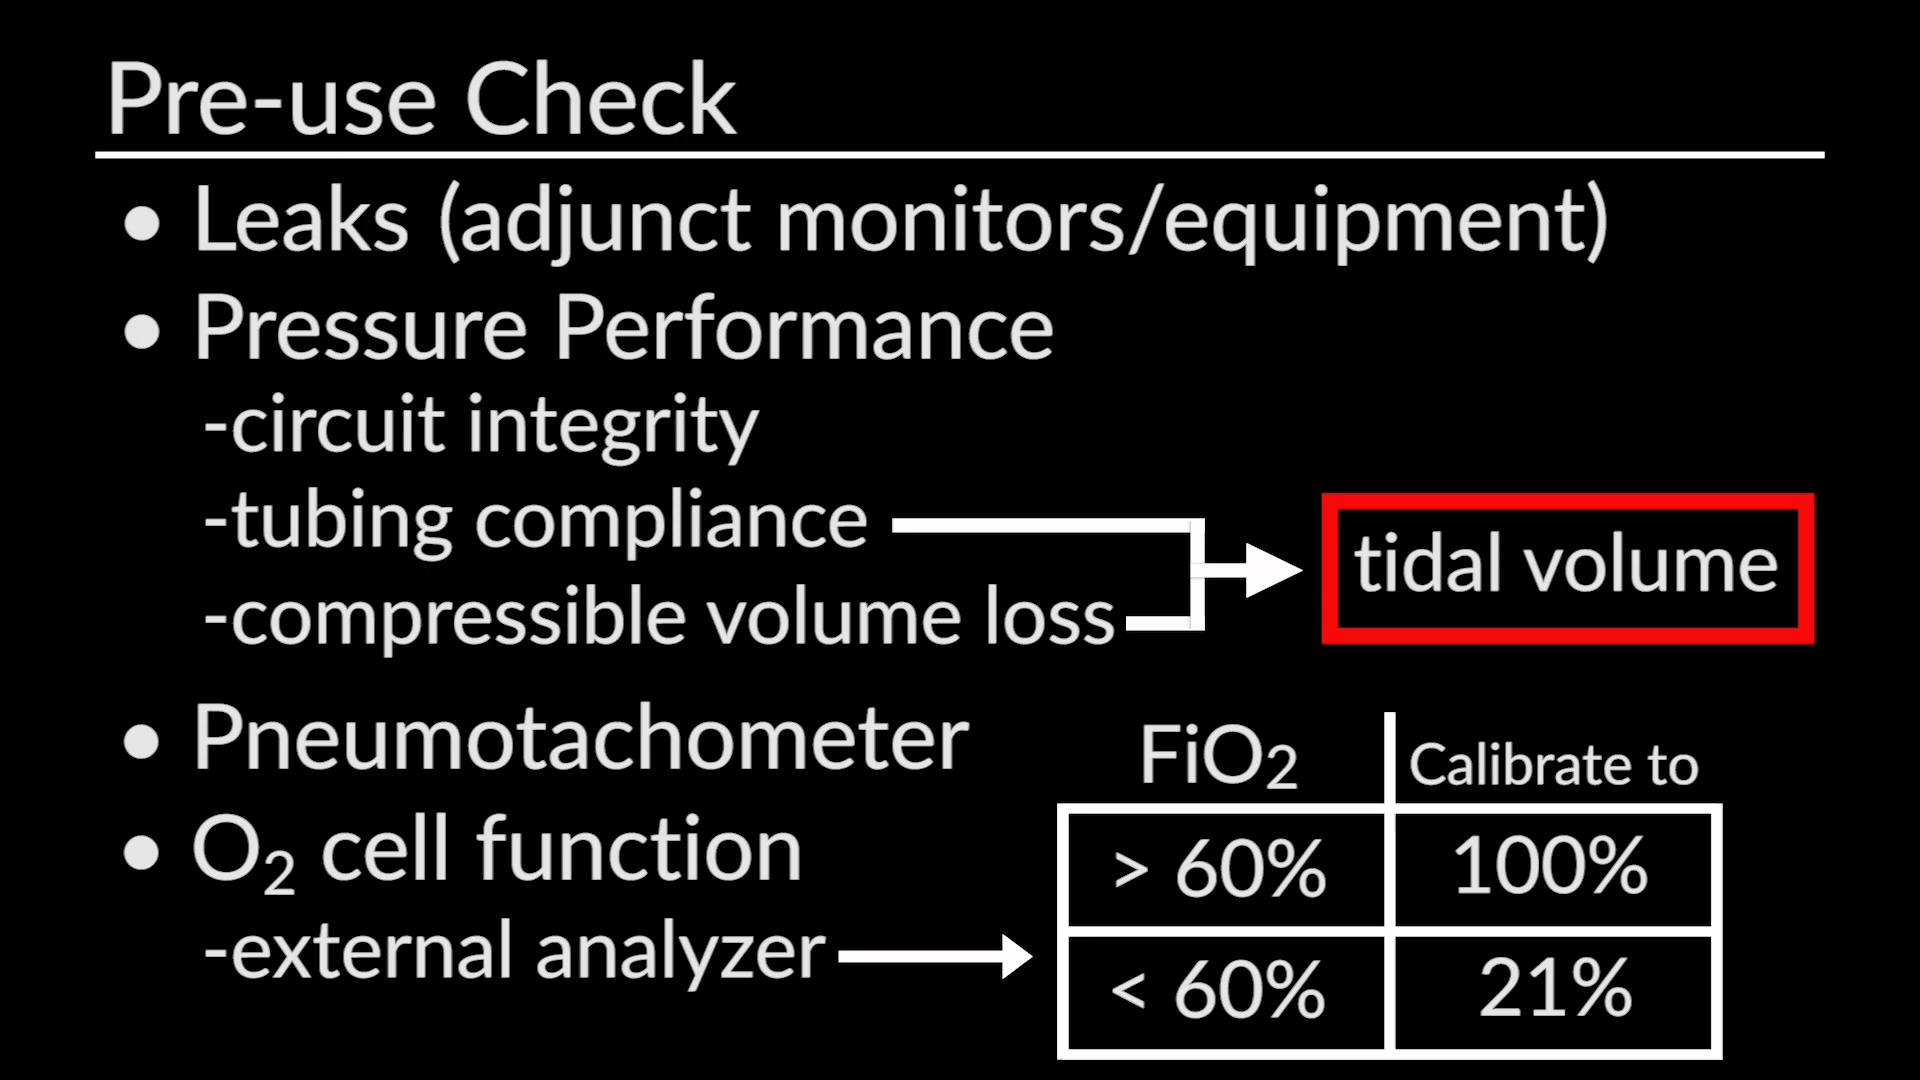 Pre-use Check
• Leaks (adjunct monitors/equipment)
• Pressure Performance
-circuit integrity
-tubing compliance
-compressible volume loss
tidal volume
• Pneumotachometer
• O₂ cell function
-external analyzer
FiO₂ Calibrate to
> 60% 100%
< 60% 21%